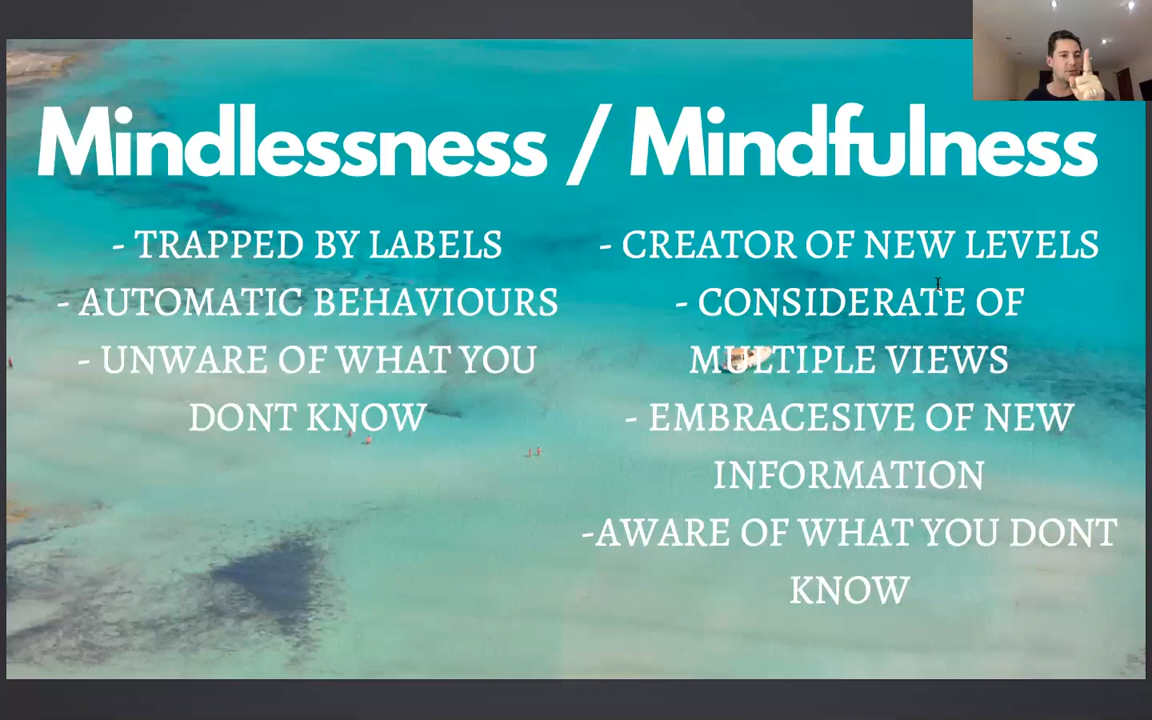 Mindlessness / Mindfulness
- TRAPPED BY LABELS
- AUTOMATIC BEHAVIOURS
- UNWARE OF WHAT YOU
DONT KNOW
- CREATOR OF NEW LEVELS
- CONSIDERATE OF
MULTIPLE VIEWS
- EMBRACESIVE OF NEW
INFORMATION
-AWARE OF WHAT YOU DONT
KNOW